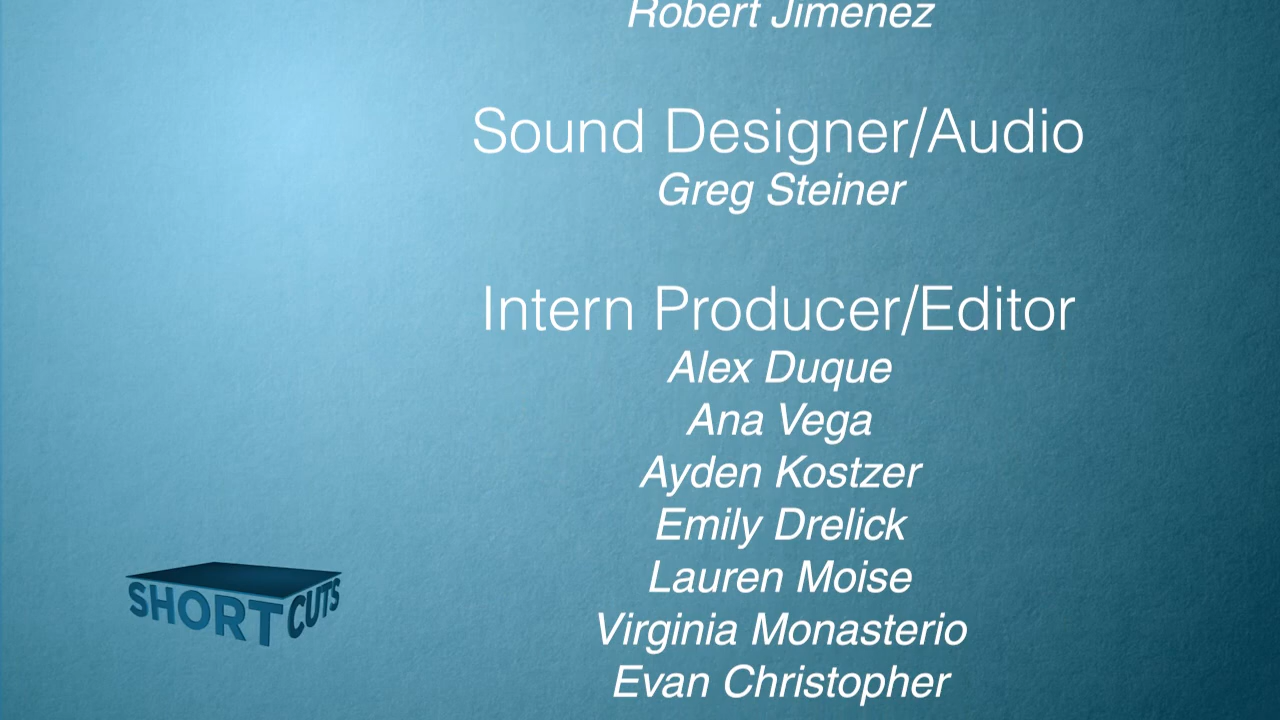 Robert Jimenez
Sound Designer/Audio
Greg Steiner
Intern Producer/Editor
Alex Duque
Ana Vega
Ayden Kostzer
Emily Drelick
Lauren Moise
Virginia Monasterio
Evan Christopher
SHORT CUTS